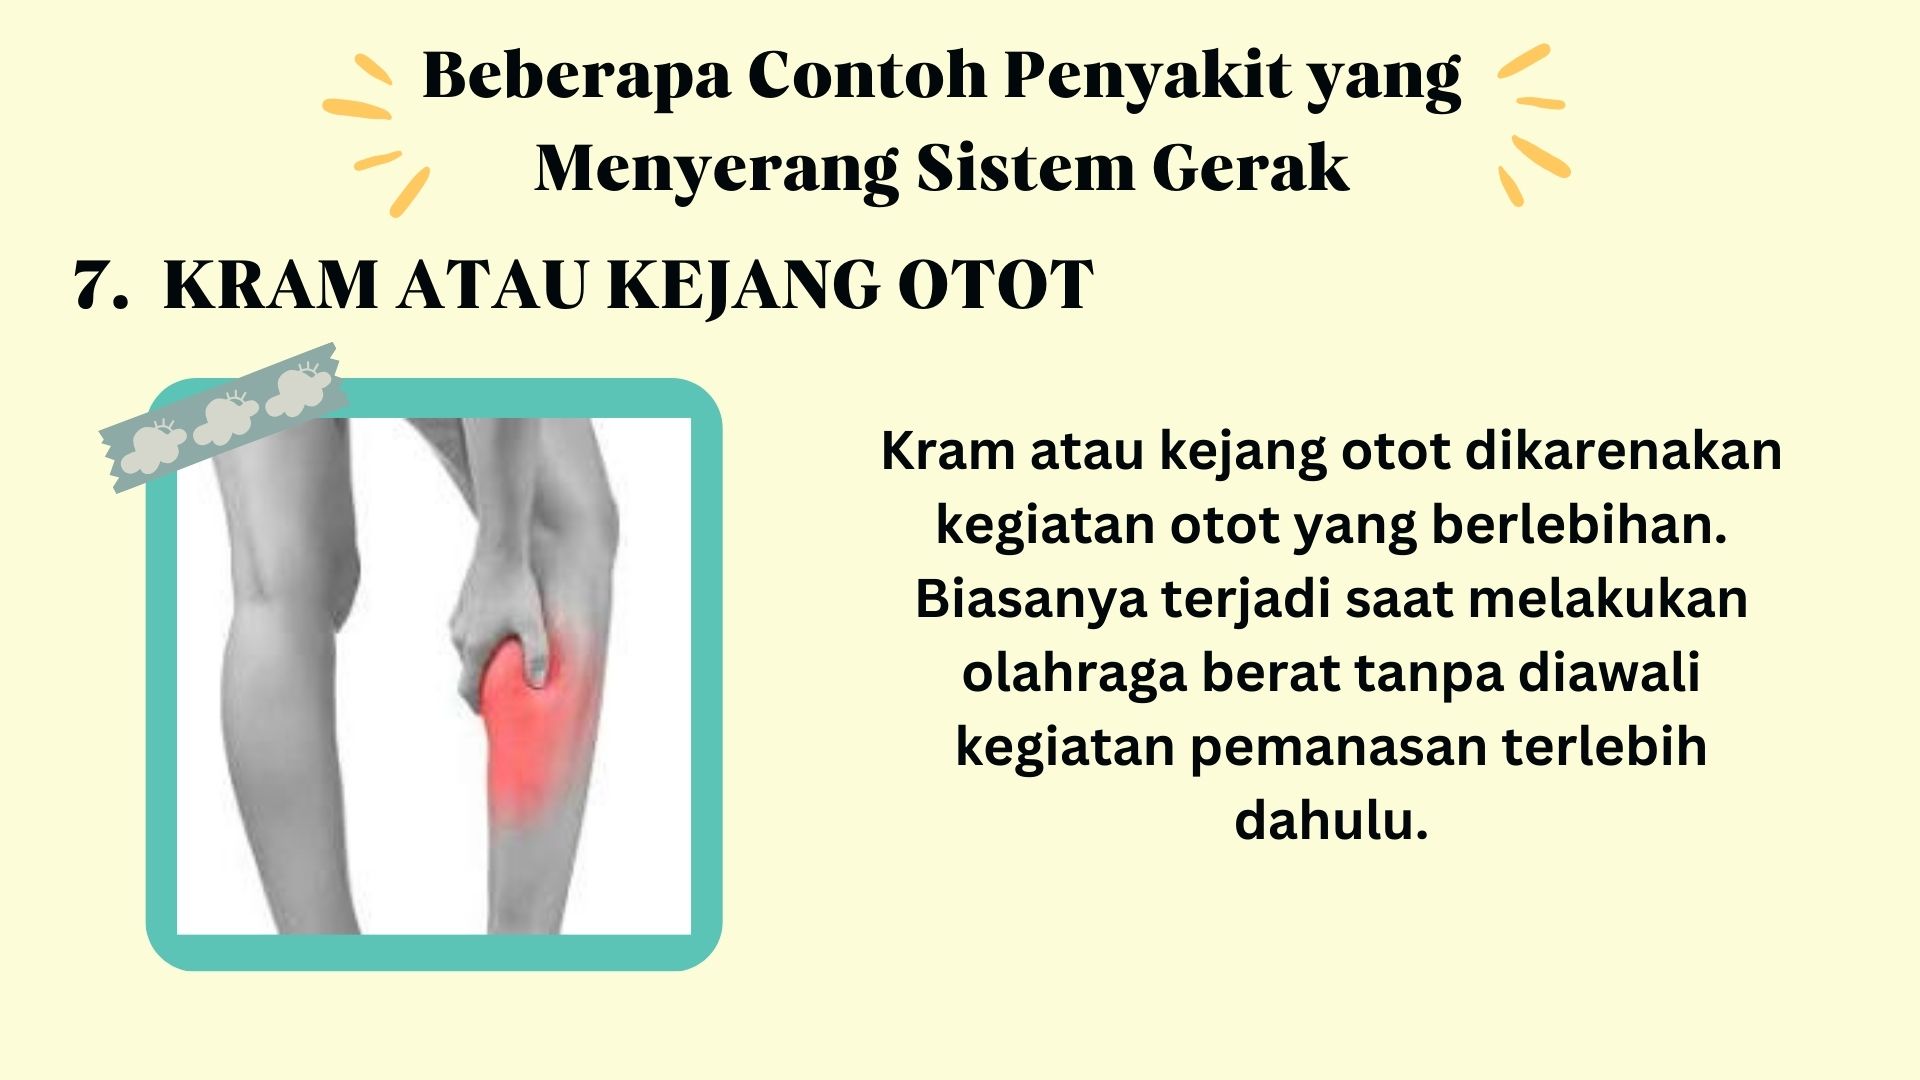 Beberapa Contoh Penyakit yang
Menyerang Sistem Gerak
7. KRAM ATAU KEJANG OTOT
Kram atau kejang otot dikarenakan
kegiatan otot yang berlebihan.
Biasanya terjadi saat melakukan
olahraga berat tanpa diawali
kegiatan pemanasan terlebih
dahulu.